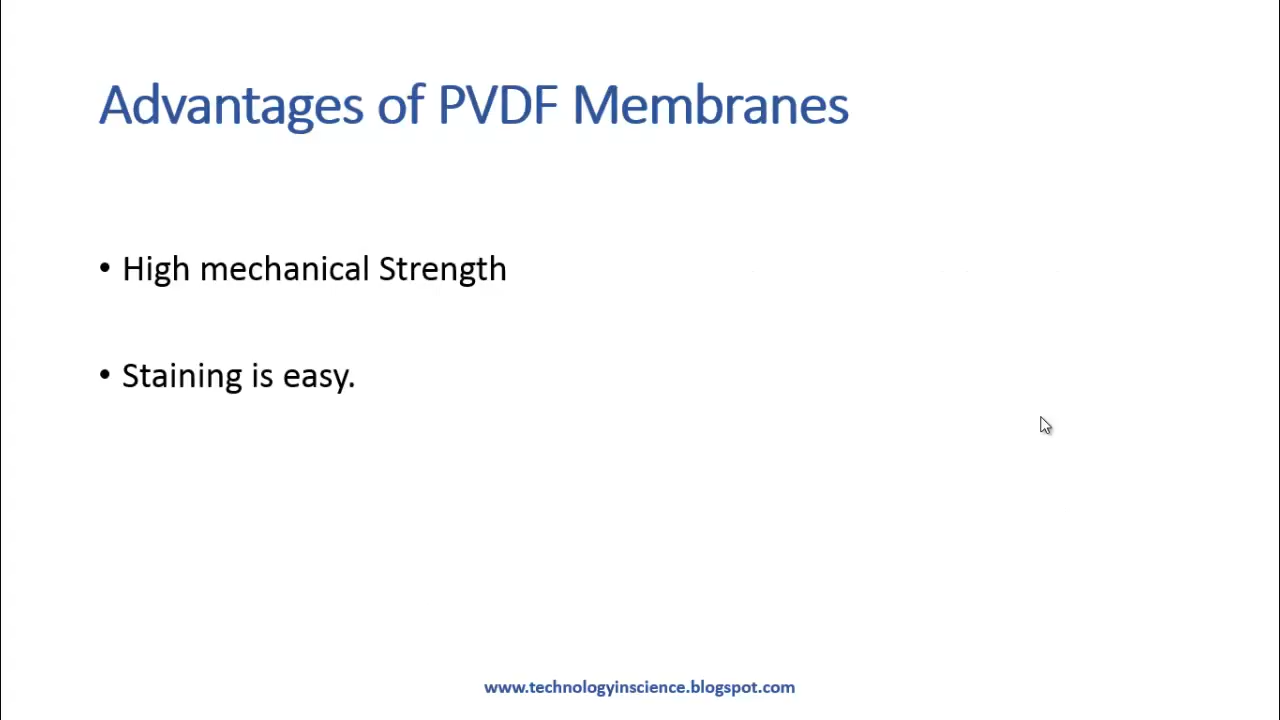 Advantages of PVDF Membranes
• High mechanical Strength
• Staining is easy.
www.technologyinscience.blogspot.com